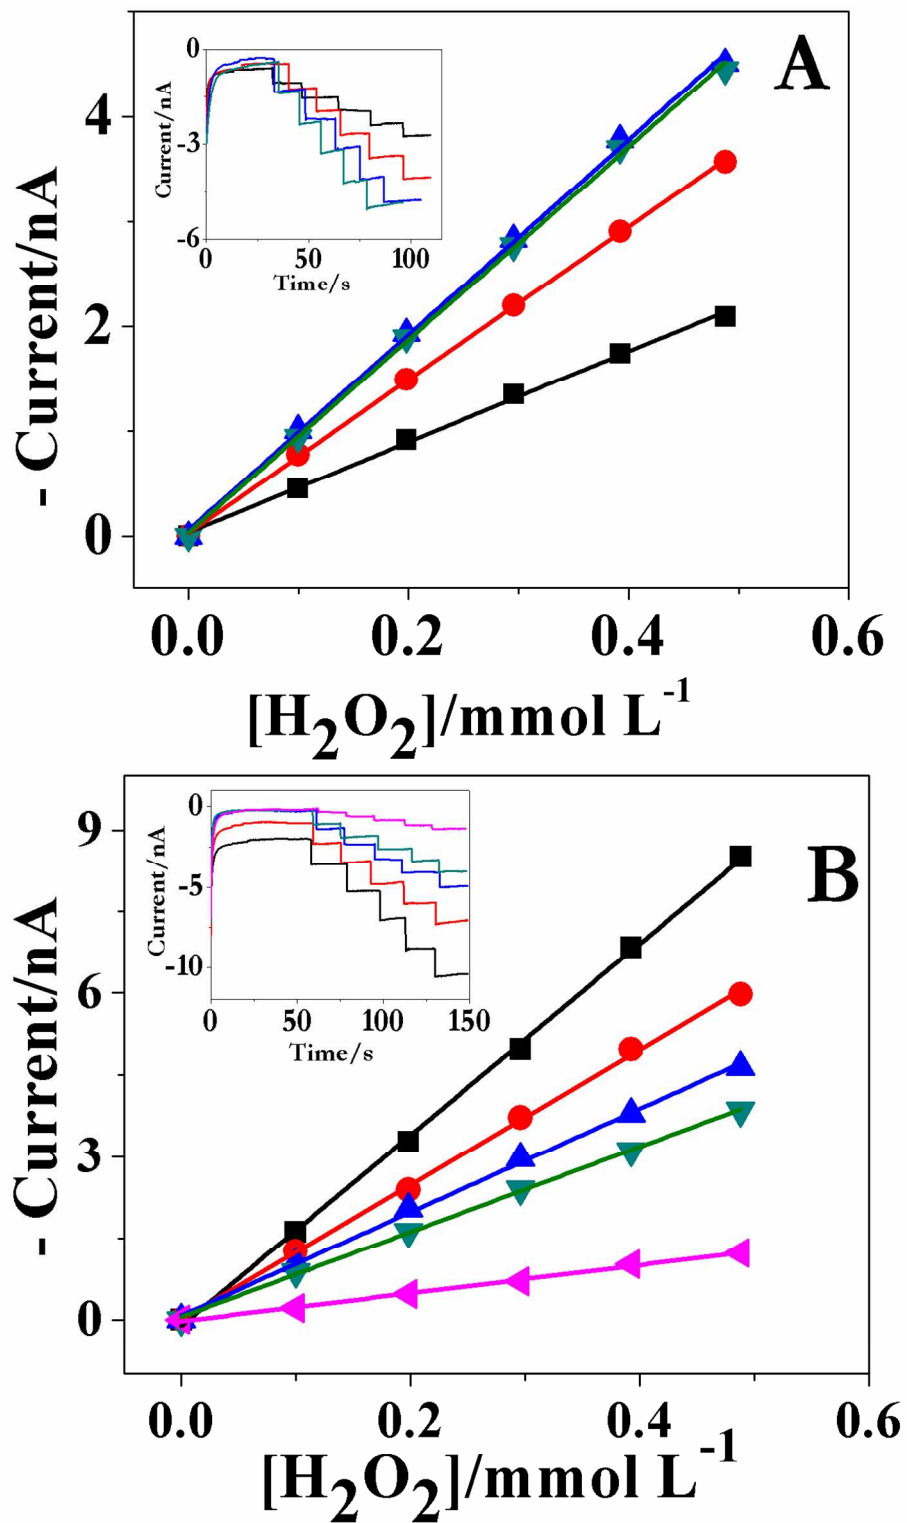 A
- Current/nA
4
2
0
0.0 0.2 0.4 0.6
[H₂O₂]/mmol L⁻¹
Current/nA
0
-3
-6
0 50 100
Time/s
B
- Current/nA
9
6
3
0
0.0 0.2 0.4 0.6
[H₂O₂]/mmol L⁻¹
Current/nA
0
-5
-10
0 50 100 150
Time/s